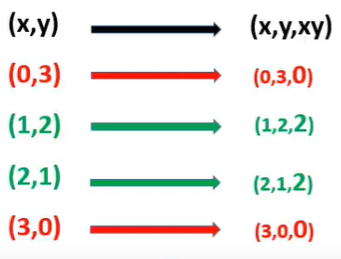 (x,y) (x,y,xy)
(0,3) (0,3,0)
(1,2) (1,2,2)
(2,1) (2,1,2)
(3,0) (3,0,0)